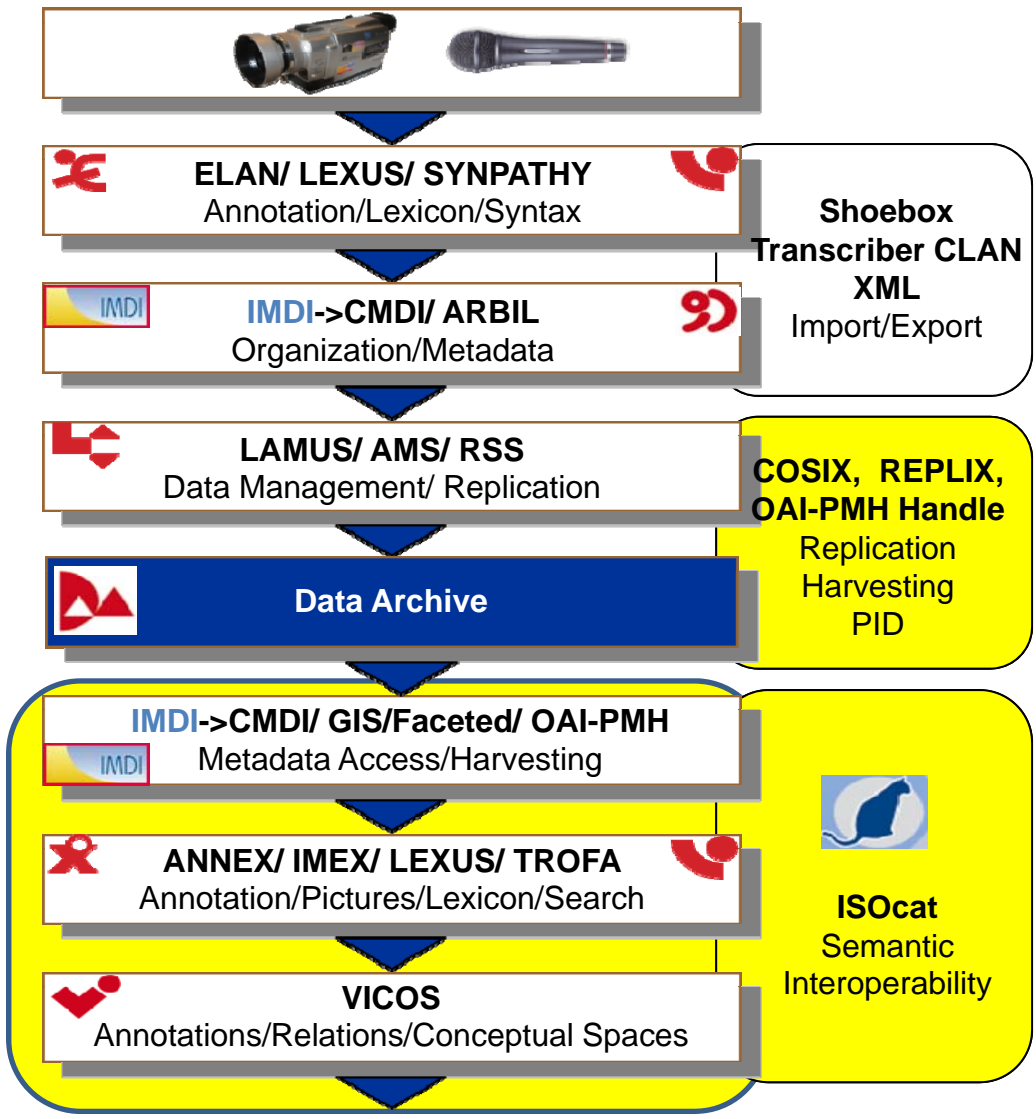 ELAN/ LEXUS/ SYNPATHY
Annotation/Lexicon/Syntax
Shoebox
Transcriber CLAN
XML
Import/Export
IMDI
IMDI->CMDI/ ARBIL
Organization/Metadata
LAMUS/ AMS/ RSS
Data Management/ Replication
COSIX, REPLIX,
OAI-PMH Handle
Replication
Harvesting
PID
Data Archive
IMDI->CMDI/ GIS/Faceted/ OAI-PMH
Metadata Access/Harvesting
IMDI
ANNEX/ IMEX/ LEXUS/ TROFA
Annotation/Pictures/Lexicon/Search
ISOcat
Semantic
Interoperability
VICOS
Annotations/Relations/Conceptual Spaces